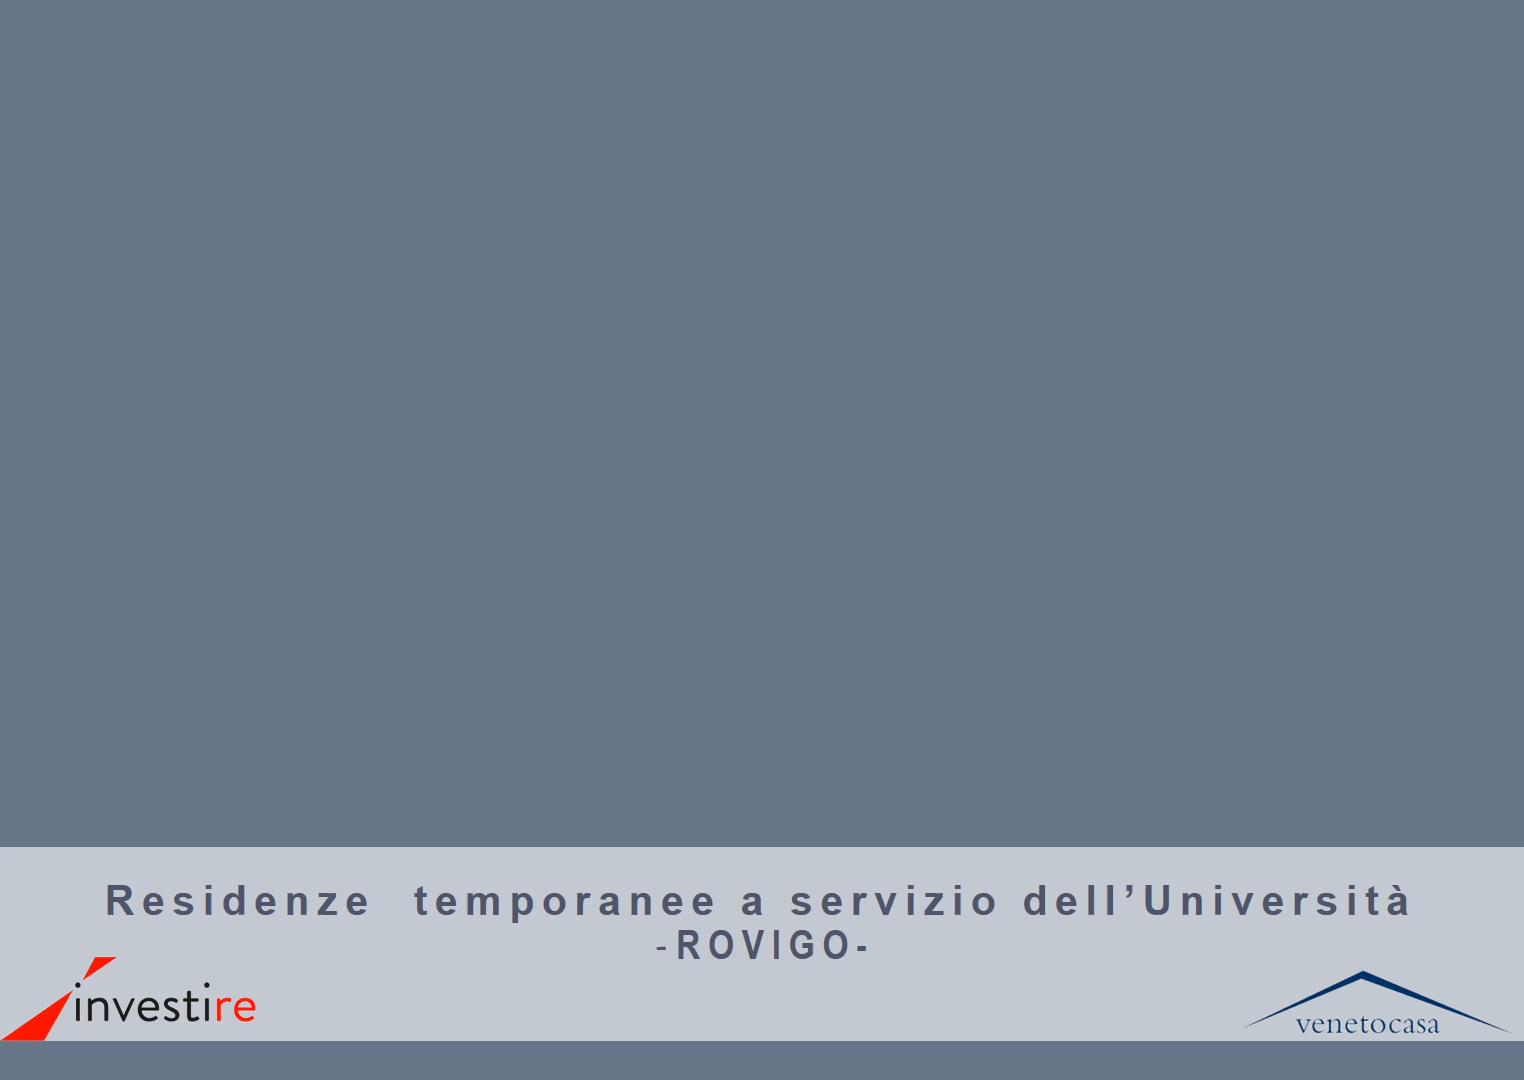 Residenze temporanee a servizio dell’Università
-ROVIGO-
investire
venetocasa